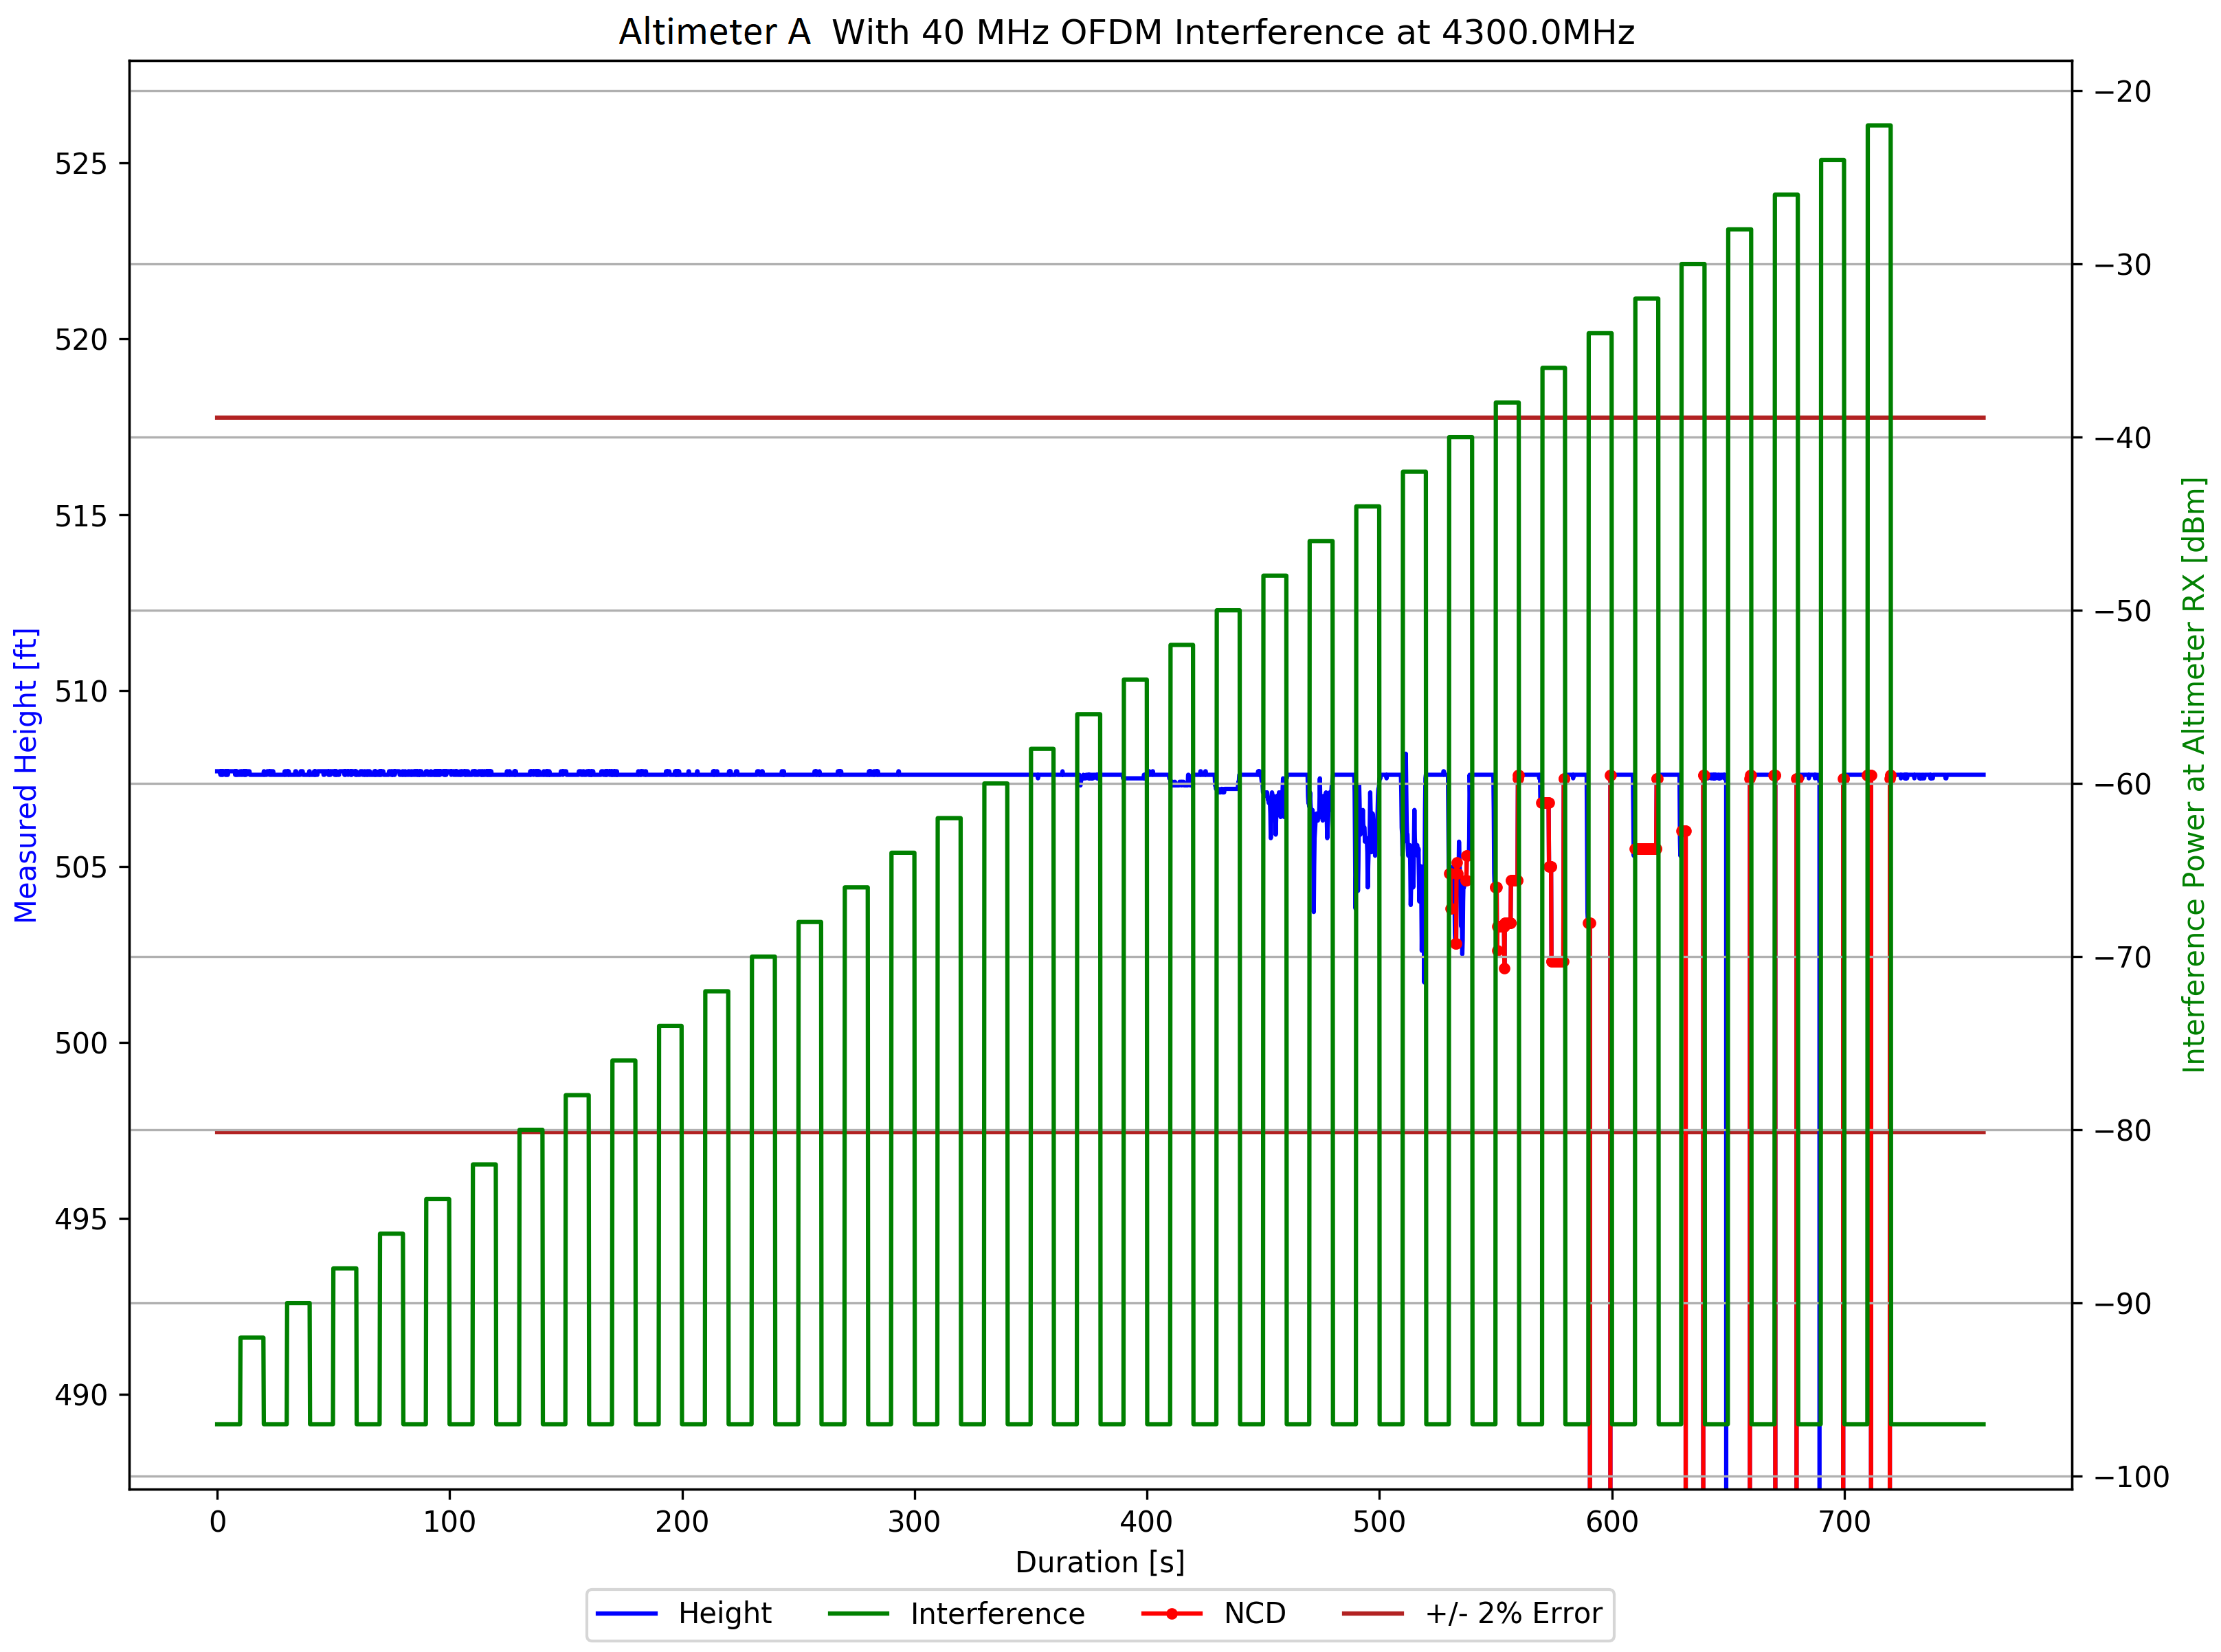 Altimeter A  With 40 MHz OFDM Interference at 4300.0MHz
Measured Height [ft]
525
520
515
510
505
500
495
490
−20
−30
−40
−50
−60
−70
−80
−90
−100
Interference Power at Altimeter RX [dBm]
0 100 200 300 400 500 600 700
Duration [s]
Height Interference NCD +/- 2% Error